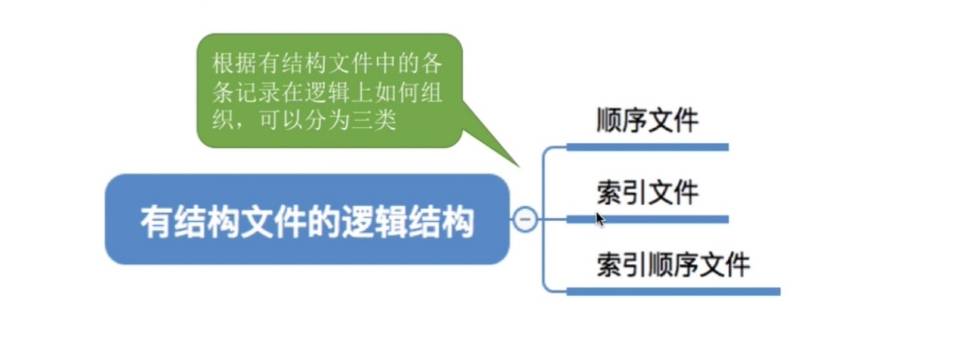 根据有结构文件中的各
条记录在逻辑上如何组
织，可以分为三类
有结构文件的逻辑结构
顺序文件
索引文件
索引顺序文件